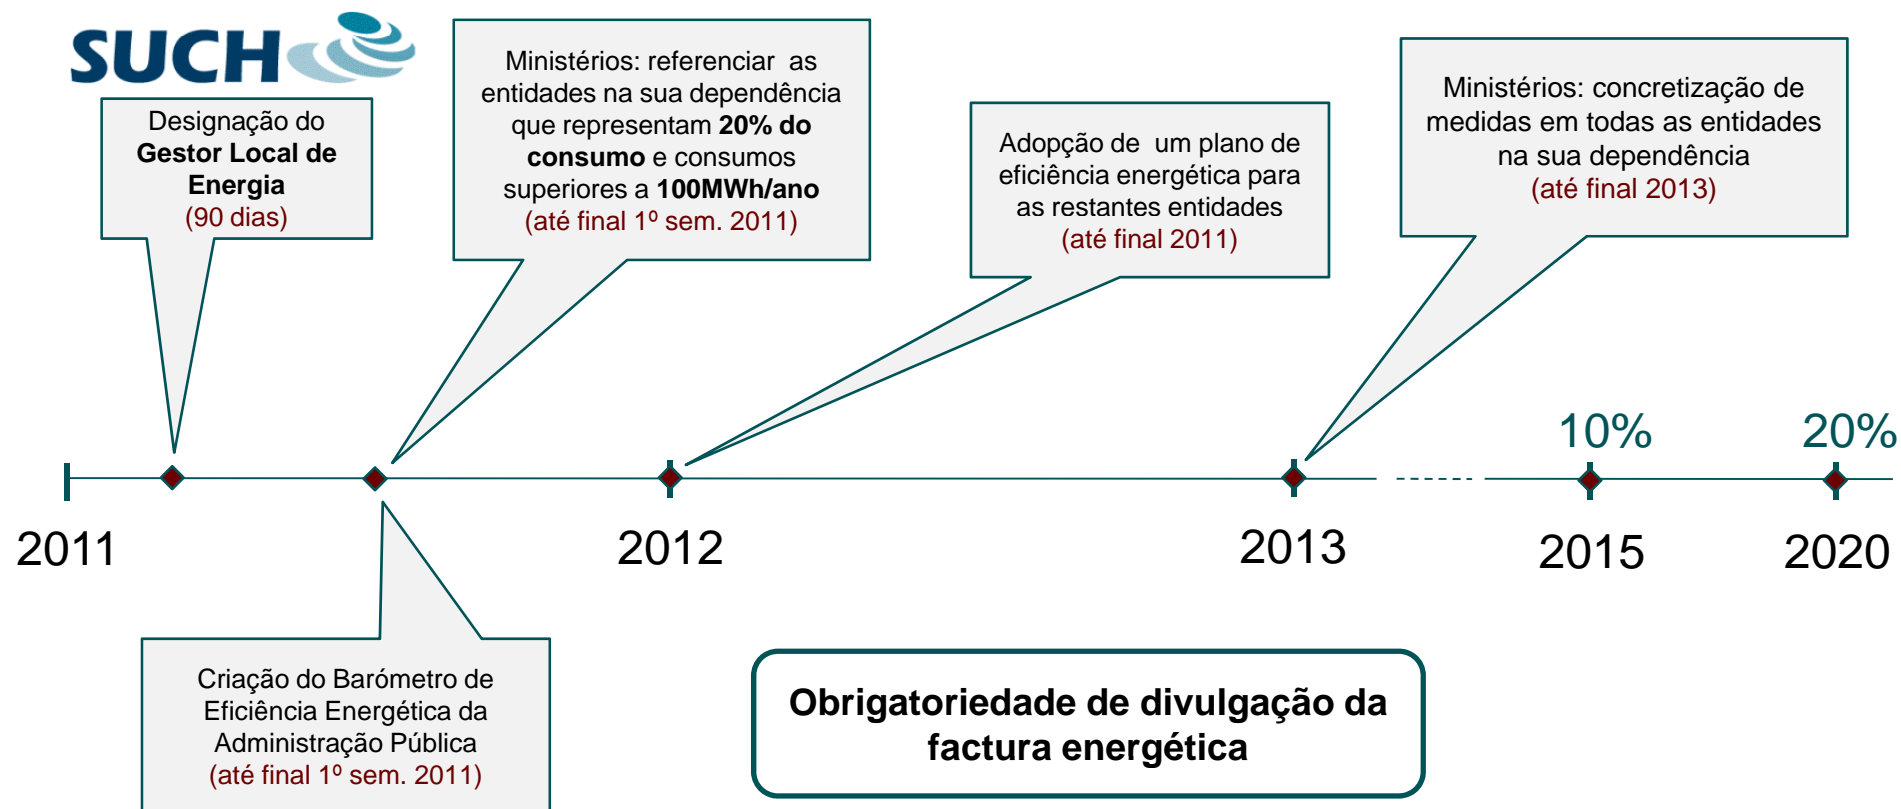 SUCH
Designação do
Gestor Local de
Energia
(90 dias)
Ministérios: referenciar as
entidades na sua dependência
que representam 20% do
consumo e consumos
superiores a 100MWh/ano
(até final 1º sem. 2011)
Adopção de um plano de
eficiência energética para
as restantes entidades
(até final 2011)
Ministérios: concretização de
medidas em todas as entidades
na sua dependência
(até final 2013)
10%
20%
2011
2012
2013
2015
2020
Criação do Barómetro de
Eficiência Energética da
Administração Pública
(até final 1º sem. 2011)
Obrigatoriedade de divulgação da
factura energética